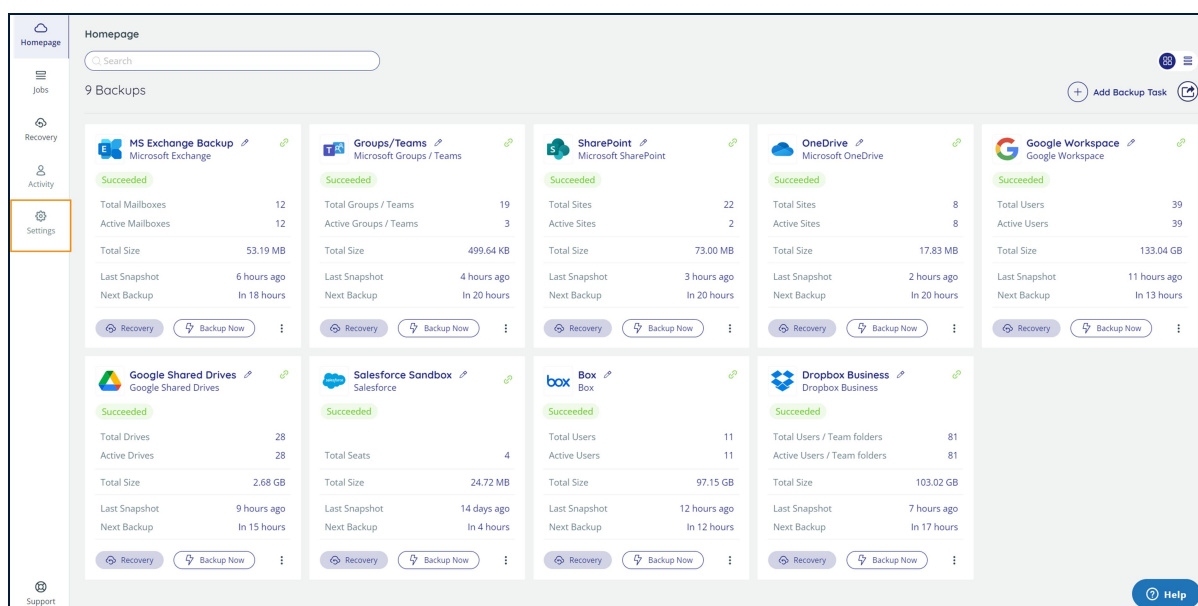 Homepage
Jobs
Recovery
Activity
Settings
Support
Homepage
Search
9 Backups
Add Backup Task
MS Exchange Backup
Microsoft Exchange
Succeeded
Total Mailboxes 12
Active Mailboxes 12
Total Size 53.19 MB
Last Snapshot 6 hours ago
Next Backup In 18 hours
Recovery Backup Now
Groups/Teams
Microsoft Groups / Teams
Succeeded
Total Groups / Teams 19
Active Groups / Teams 3
Total Size 499.64 KB
Last Snapshot 4 hours ago
Next Backup In 20 hours
Recovery Backup Now
SharePoint
Microsoft SharePoint
Succeeded
Total Sites 22
Active Sites 2
Total Size 73.00 MB
Last Snapshot 3 hours ago
Next Backup In 20 hours
Recovery Backup Now
OneDrive
Microsoft OneDrive
Succeeded
Total Sites 8
Active Sites 8
Total Size 17.83 MB
Last Snapshot 2 hours ago
Next Backup In 20 hours
Recovery Backup Now
Google Workspace
Google Workspace
Succeeded
Total Users 39
Active Users 39
Total Size 133.04 GB
Last Snapshot 11 hours ago
Next Backup In 13 hours
Recovery Backup Now
Google Shared Drives
Google Shared Drives
Succeeded
Total Drives 28
Active Drives 28
Total Size 2.68 GB
Last Snapshot 9 hours ago
Next Backup In 15 hours
Recovery Backup Now
salesforce
Salesforce Sandbox
Salesforce
Succeeded
Total Seats 4
Total Size 24.72 MB
Last Snapshot 14 days ago
Next Backup In 4 hours
Recovery Backup Now
box
Box
Box
Succeeded
Total Users 11
Active Users 11
Total Size 97.15 GB
Last Snapshot 12 hours ago
Next Backup In 12 hours
Recovery Backup Now
Dropbox Business
Dropbox Business
Succeeded
Total Users / Team folders 81
Active Users / Team folders 81
Total Size 103.02 GB
Last Snapshot 7 hours ago
Next Backup In 17 hours
Recovery Backup Now
Help